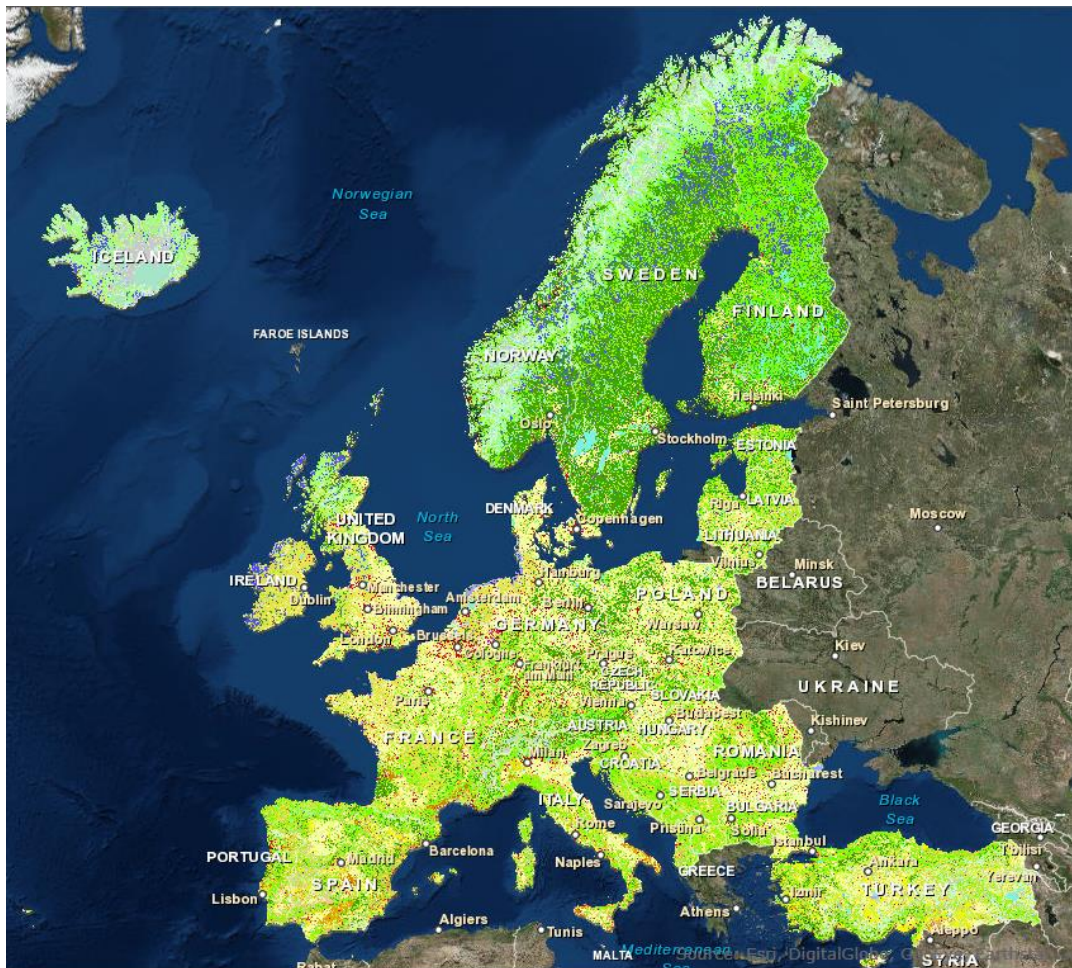 Norwegian
Sea
ICELAND
SWEDEN
FINLAND
FAROE ISLANDS
NORWAY
Helsinki
Saint Petersburg
Oslo
Stockholm
ESTONIA
Riga
LATVIA
DENMARK
Copenhagen
North
Sea
UNITED
KINGDOM
Moscow
LITHUANIA
Vilnius
Minsk
BELARUS
IRELAND
Dublin
Manchester
Birmingham
Amsterdam
Hamburg
Berlin
POLAND
Warsaw
London
Brussels
GERMANY
Cologne
Frankfurt
am Main
Prague
Katowice
CZECH
REPUBLIC
Kiev
UKRAINE
SLOVAKIA
Paris
Vienna
Budapest
Kishinev
FRANCE
AUSTRIA
HUNGARY
Milan
Zagreb
CROATIA
ROMANIA
Belgrade
Bucharest
ITALY
Sarajevo
SERBIA
BULGARIA
Black
Sea
Rome
Pristina
Sofia
Istanbul
GEORGIA
Tbilisi
PORTUGAL
Madrid
Barcelona
Naples
GREECE
Ankara
Yerevan
SPAIN
TURKEY
Lisbon
Athens
Izmir
Algiers
Tunis
Aleppo
MALTA
Mediterranean
Sea
SYRIA
Rabat
Source: Esri, DigitalGlobe,